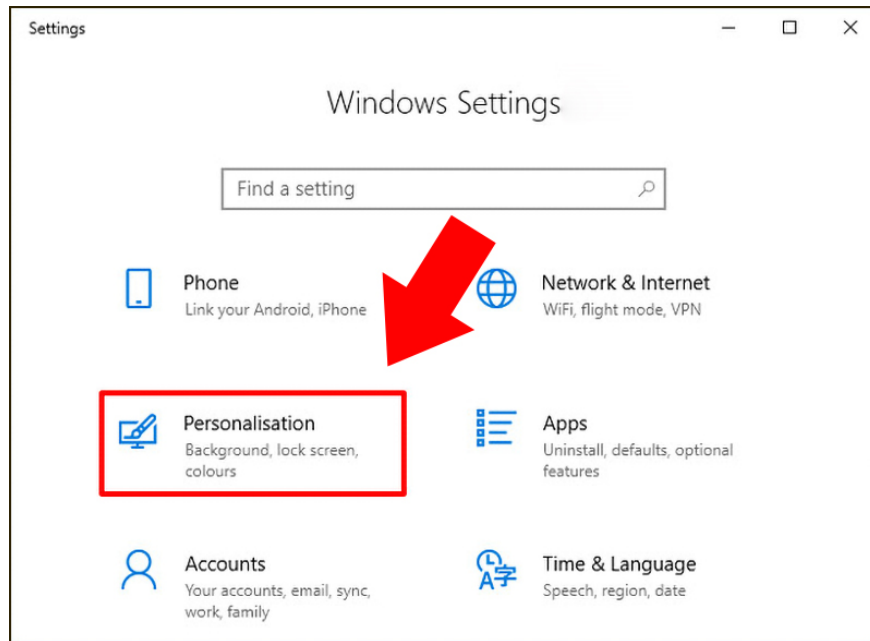 Settings
Windows Settings
Find a setting
Phone
Link your Android, iPhone
Network & Internet
WiFi, flight mode, VPN
Personalisation
Background, lock screen,
colours
Apps
Uninstall, defaults, optional
features
Accounts
Your accounts, email, sync,
work, family
Time & Language
Speech, region, date